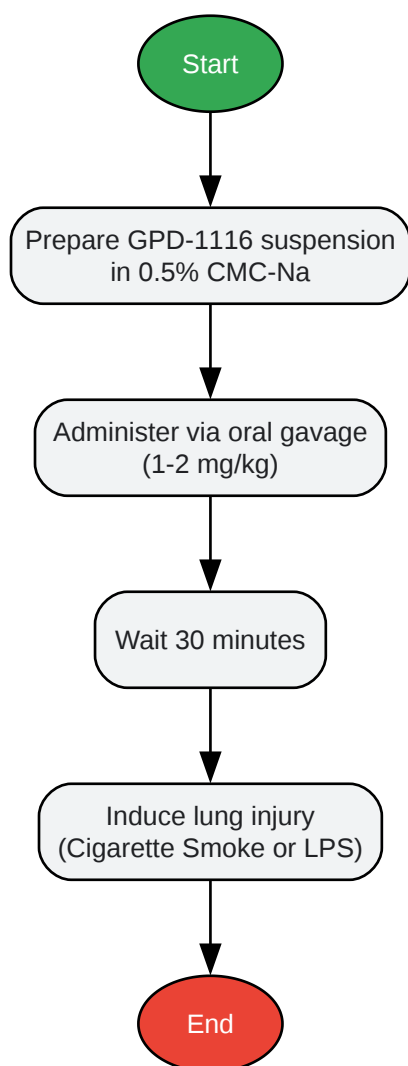 Start
Prepare GPD-1116 suspension
in 0.5% CMC-Na
Administer via oral gavage
(1-2 mg/kg)
Wait 30 minutes
Induce lung injury
(Cigarette Smoke or LPS)
End